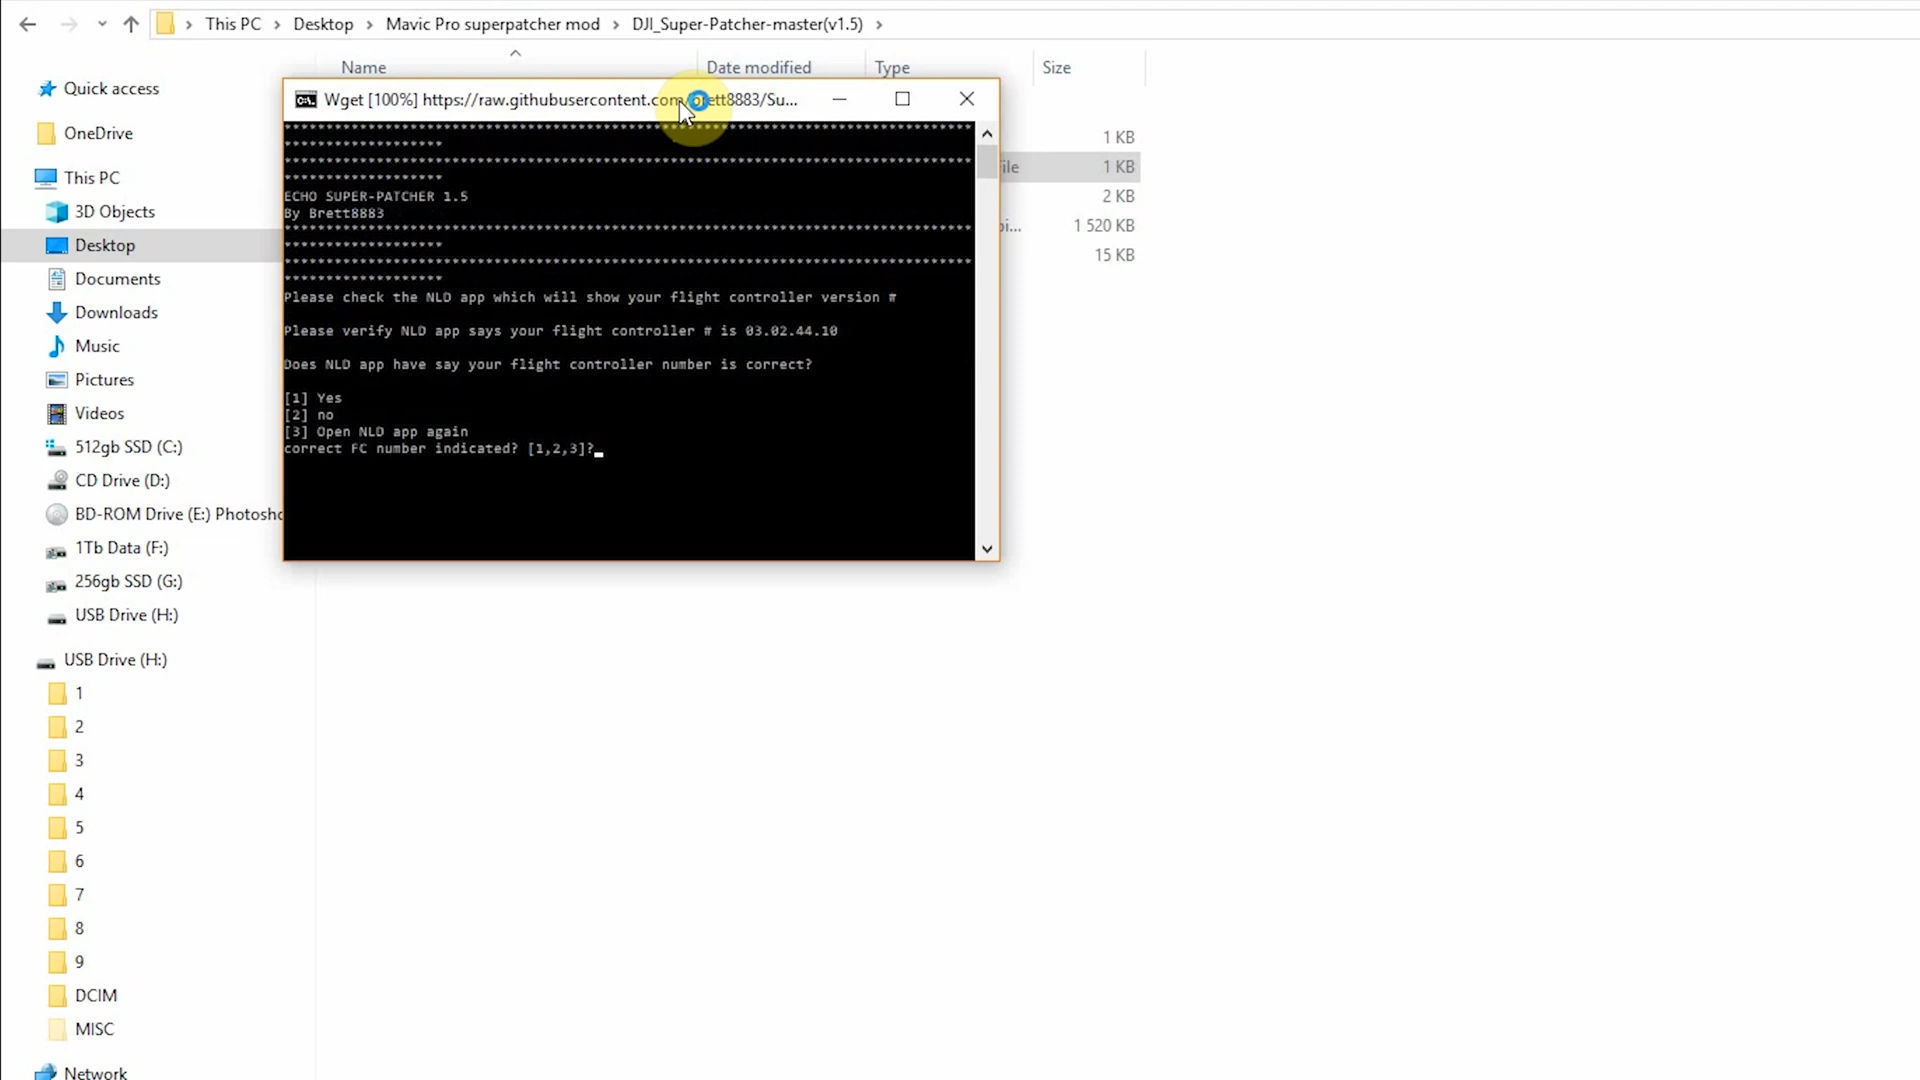 This PC > Desktop > Mavic Pro superpatcher mod > DJI_Super-Patcher-master(v1.5) >
Name Date modified Type Size
Quick access
OneDrive
This PC
3D Objects
Desktop
Documents
Downloads
Music
Pictures
Videos
512gb SSD (C:)
CD Drive (D:)
BD-ROM Drive (E:) Photosho
1Tb Data (F:)
256gb SSD (G:)
USB Drive (H:)
USB Drive (H:)
1
2
3
4
5
6
7
8
9
DCIM
MISC
Network
Wget [100%] https://raw.githubusercontent.com/brett8883/Su...
ECHO SUPER-PATCHER 1.5
By Brett8883
Please check the NLD app which will show your flight controller version #
Please verify NLD app says your flight controller # is 03.02.44.10
Does NLD app have say your flight controller number is correct?
[1] Yes
[2] no
[3] Open NLD app again
correct FC number indicated? [1,2,3]?
1 KB
ile 1 KB
2 KB
pi... 1 520 KB
15 KB